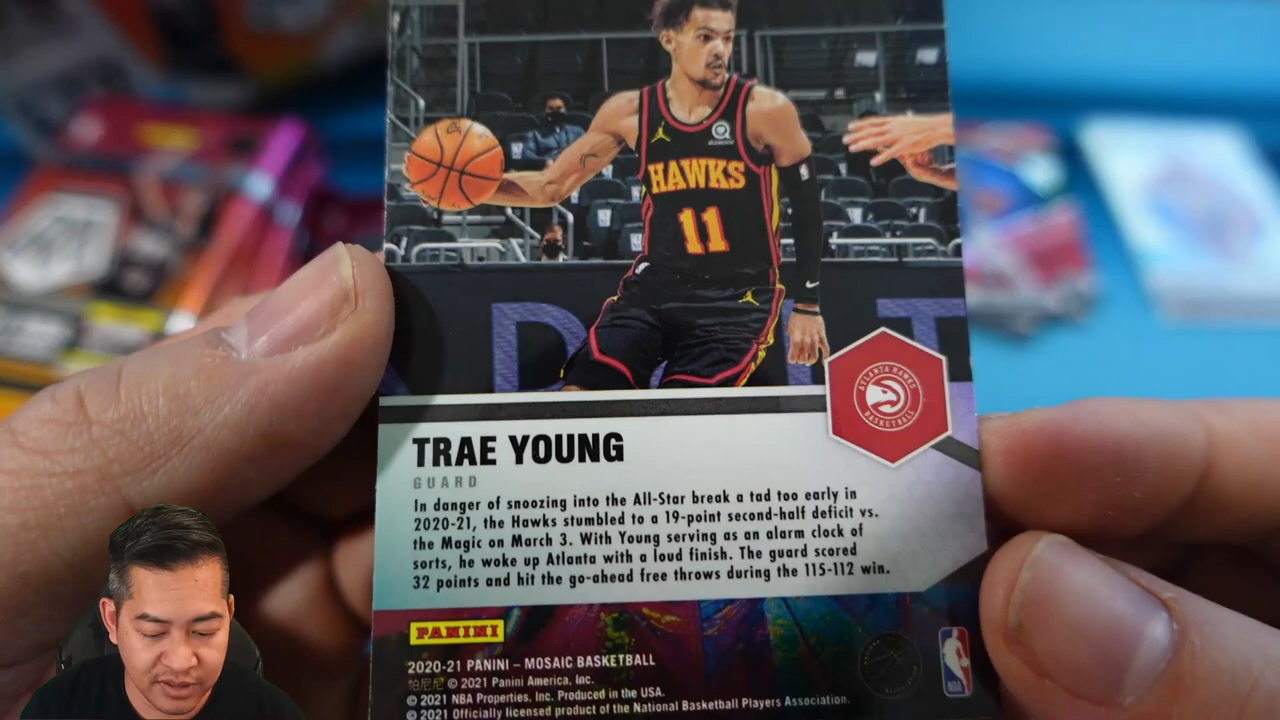 HAWKS
11
ATLANTA HAWKS
BASKETBALL
TRAE YOUNG
GUARD
In danger of snoozing into the All-Star break a tad too early in
2020-21, the Hawks stumbled to a 19-point second-half deficit vs.
the Magic on March 3. With Young serving as an alarm clock of
sorts, he woke up Atlanta with a loud finish. The guard scored
32 points and hit the go-ahead free throws during the 115-112 win.
PANINI
2020-21 PANINI – MOSAIC BASKETBALL
帕尼尼 © 2021 Panini America, Inc.
© 2021 NBA Properties, Inc. Produced in the USA.
© 2021 Officially licensed product of the National Basketball Players Association.
NBA